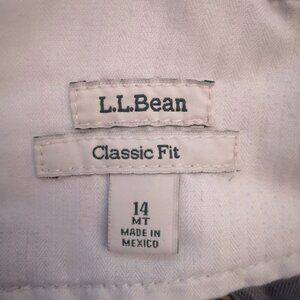 L.L.Bean
Classic Fit
14
MT
MADE IN
MEXICO